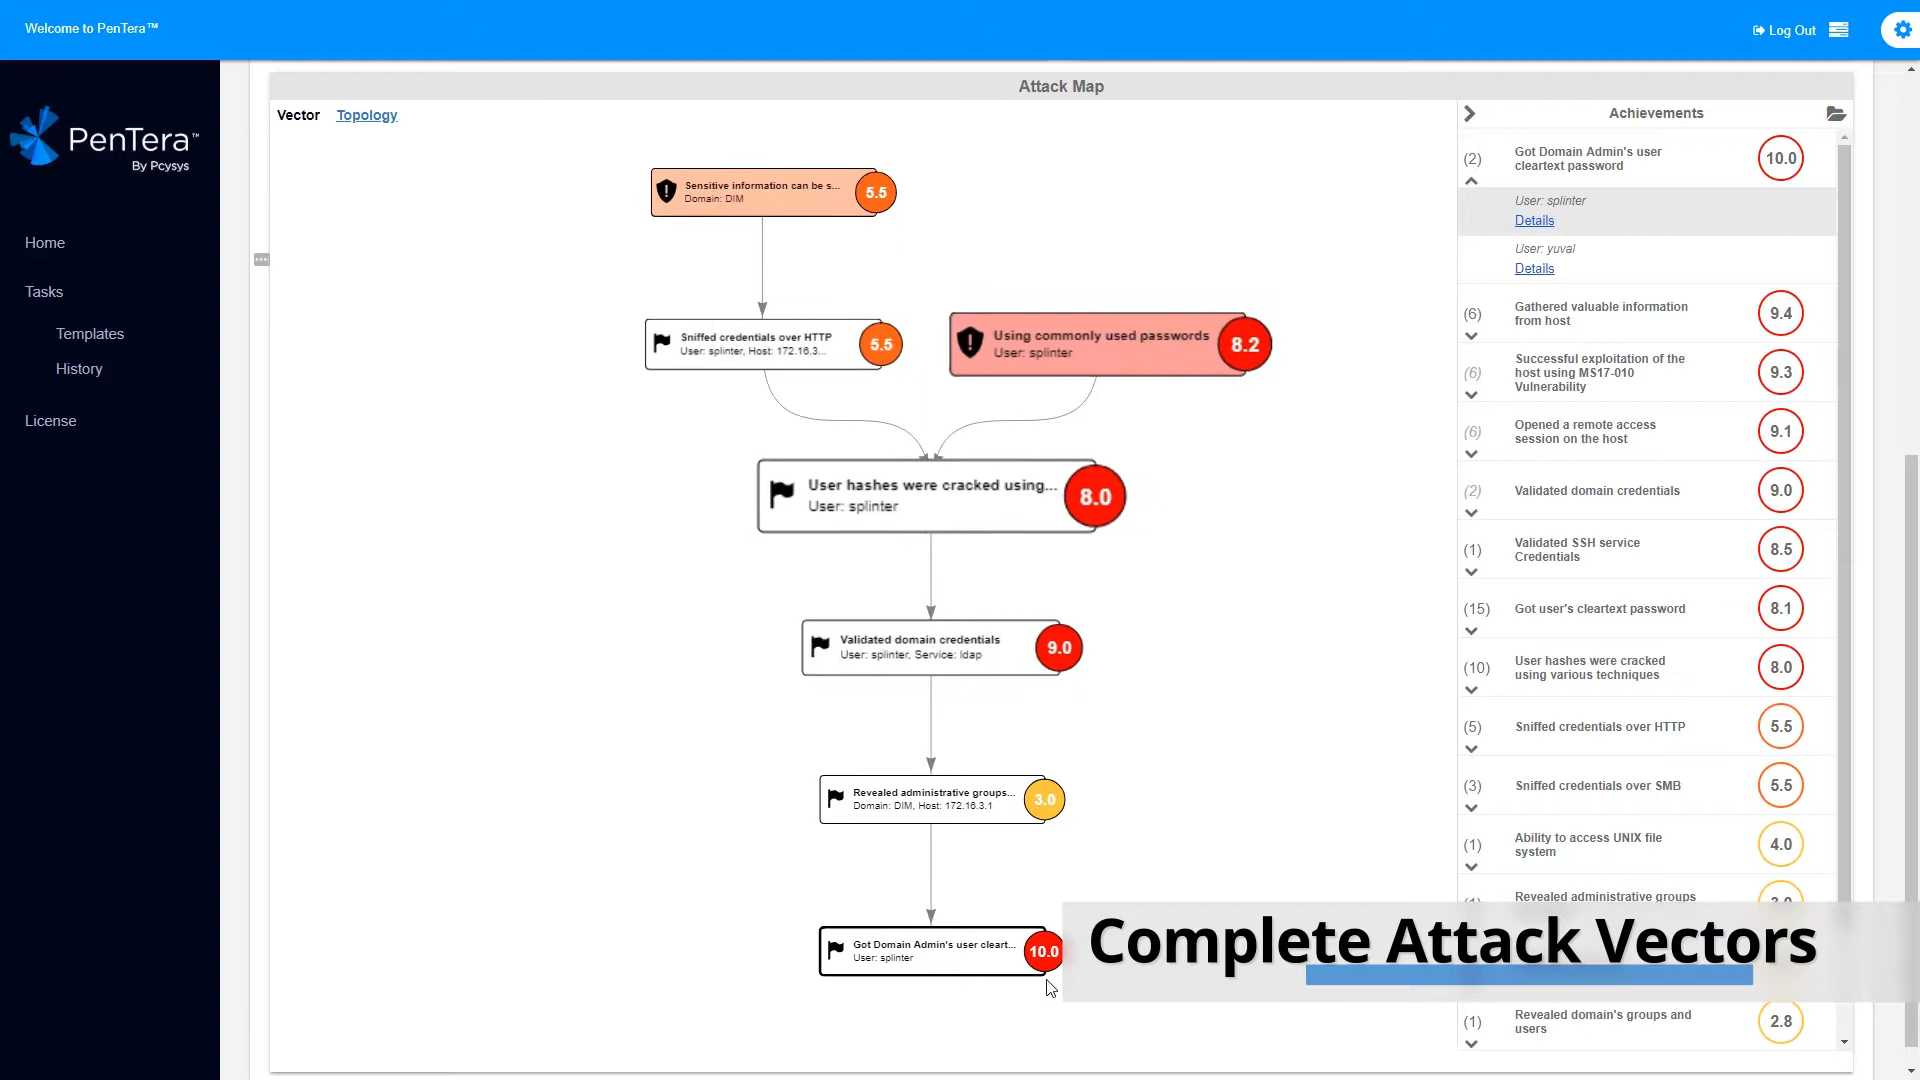 Welcome to PenTera™
Log Out
PenTera™
By Pcysys
Home
Tasks
Templates
History
License
Attack Map
Vector
Topology
Sensitive information can be s...
Domain: DIM
5.5
Sniffed credentials over HTTP
User: splinter, Host: 172.16.3...
5.5
Using commonly used passwords
User: splinter
8.2
User hashes were cracked using...
User: splinter
8.0
Validated domain credentials
User: splinter, Service: ldap
9.0
Revealed administrative groups...
Domain: DIM, Host: 172.16.3.1
3.0
Got Domain Admin's user cleart...
User: splinter
10.0
Achievements
(2)
Got Domain Admin's user
cleartext password
10.0
User: splinter
Details
User: yuval
Details
(6)
Gathered valuable information
from host
9.4
(6)
Successful exploitation of the
host using MS17-010
Vulnerability
9.3
(6)
Opened a remote access
session on the host
9.1
(2)
Validated domain credentials
9.0
(1)
Validated SSH service
Credentials
8.5
(15)
Got user's cleartext password
8.1
(10)
User hashes were cracked
using various techniques
8.0
(5)
Sniffed credentials over HTTP
5.5
(3)
Sniffed credentials over SMB
5.5
(1)
Ability to access UNIX file
system
4.0
Revealed administrative groups
Complete Attack Vectors
(1)
Revealed domain's groups and
users
2.8